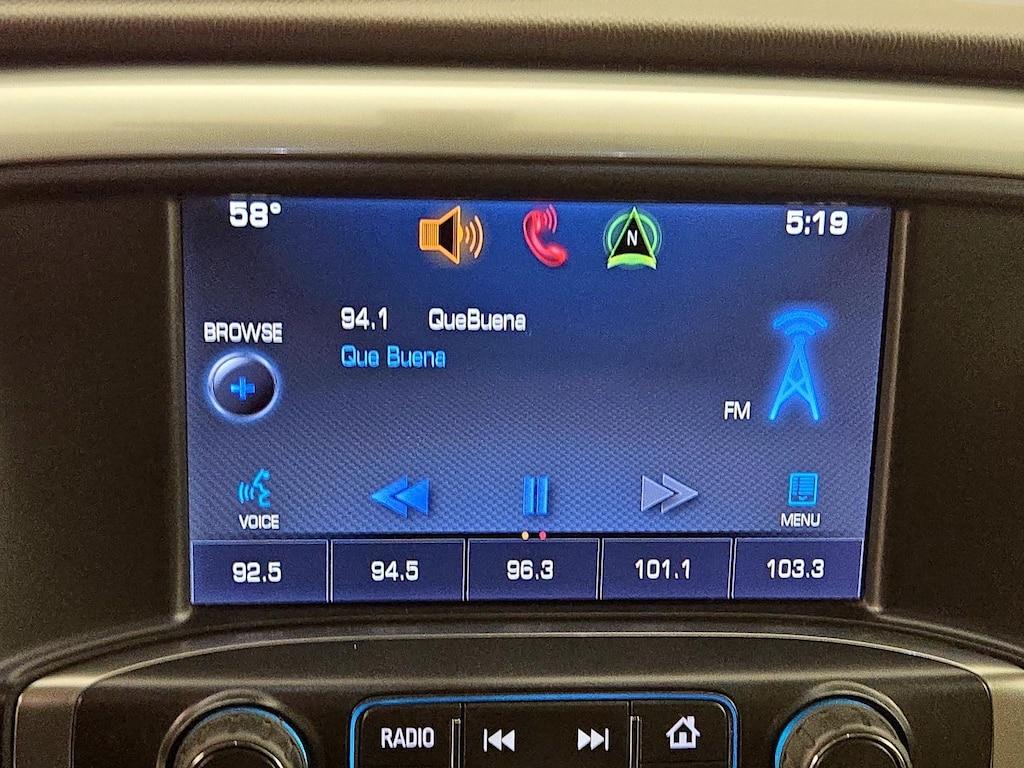 58° 5:19
N
94.1 QueBuena
BROWSE
Que Buena
FM
VOICE
MENU
92.5 94.5 96.3 101.1 103.3
RADIO